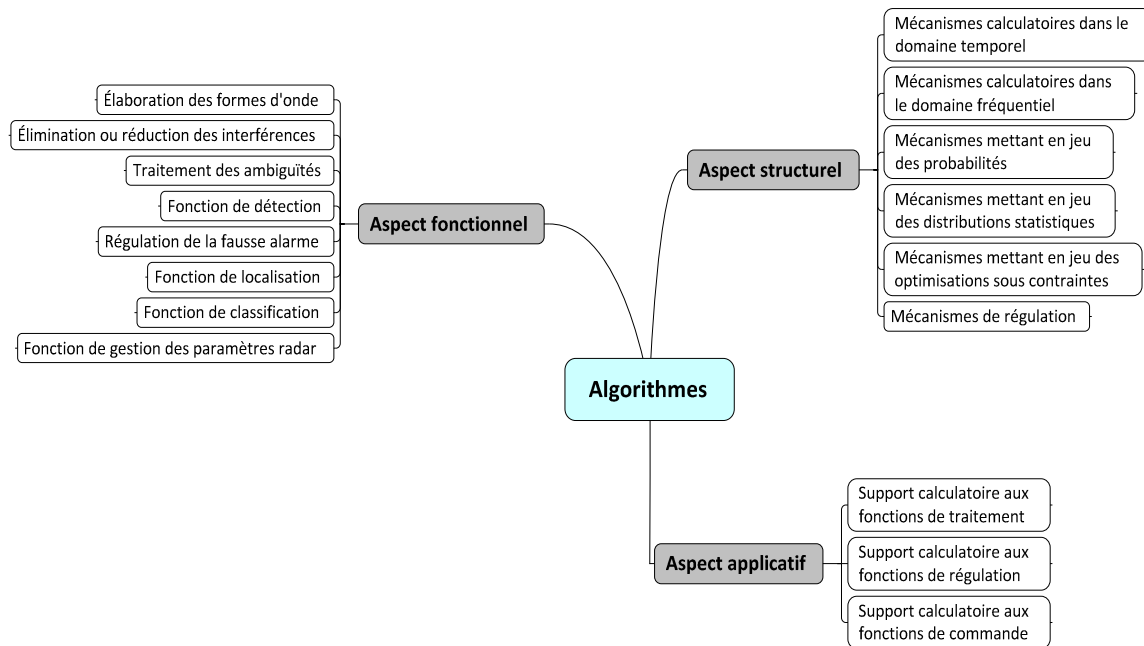 Algorithmes
Aspect fonctionnel
Élaboration des formes d'onde
Élimination ou réduction des interférences
Traitement des ambiguïtés
Fonction de détection
Régulation de la fausse alarme
Fonction de localisation
Fonction de classification
Fonction de gestion des paramètres radar
Aspect structurel
Mécanismes calculatoires dans le
domaine temporel
Mécanismes calculatoires dans
le domaine fréquentiel
Mécanismes mettant en jeu
des probabilités
Mécanismes mettant en jeu
des distributions statistiques
Mécanismes mettant en jeu des
optimisations sous contraintes
Mécanismes de régulation
Aspect applicatif
Support calculatoire aux
fonctions de traitement
Support calculatoire aux
fonctions de régulation
Support calculatoire aux
fonctions de commande